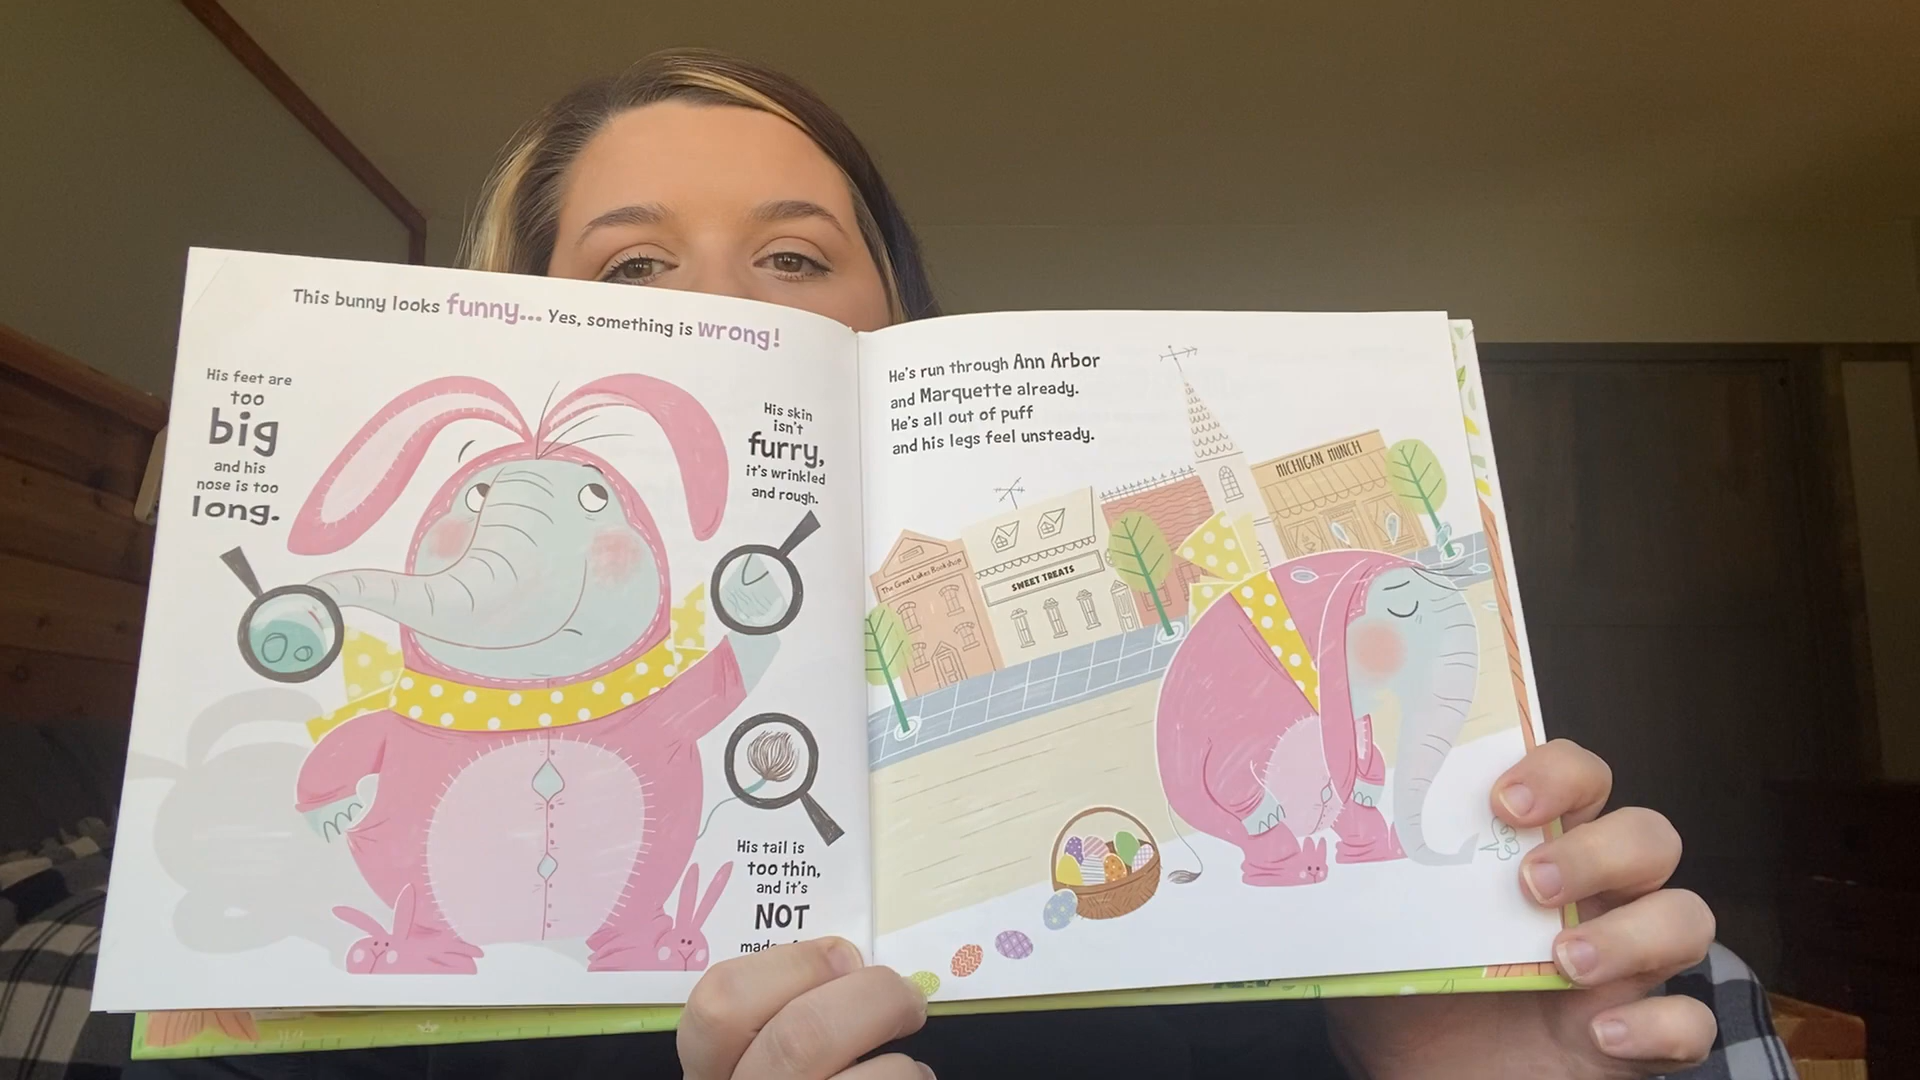 This bunny looks funny... Yes, something is wrong!
His feet are
too
big
and his
nose is too
long.
His skin
isn't
furry,
it's wrinkled
and rough.
His tail is
too thin,
and it's
NOT
He's run through Ann Arbor
and Marquette already.
He's all out of puff
and his legs feel unsteady.
The Great Lakes Bookshop
SWEET TREATS
MICHIGAN MUNCH